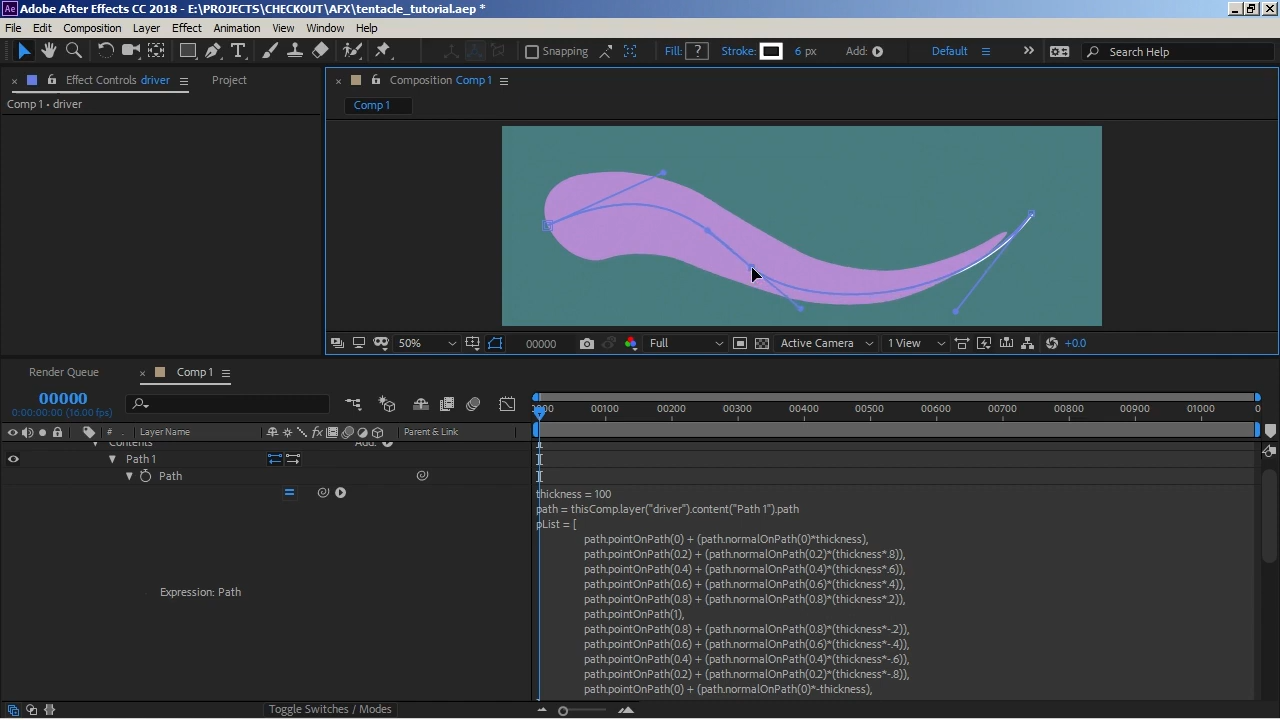 Ae Adobe After Effects CC 2018 - E:\PROJECTS\CHECKOUT\AFX\tentacle_tutorial.aep *
File Edit Composition Layer Effect Animation View Window Help
Snapping Fill: ? Stroke: 6 px Add: Default Search Help
Effect Controls driver Project Composition Comp 1
Comp 1 • driver Comp 1
50% 00000 Full Active Camera 1 View +0.0
Render Queue Comp 1
00000
0:00:00:00 (16.00 fps)
00100 00200 00300 00400 00500 00600 00700 00800 00900 01000
# Layer Name Parent & Link
Contents Add:
Path 1
Path
thickness = 100
path = thisComp.layer("driver").content("Path 1").path
pList = [
path.pointOnPath(0) + (path.normalOnPath(0)*thickness),
path.pointOnPath(0.2) + (path.normalOnPath(0.2)*(thickness*.8)),
path.pointOnPath(0.4) + (path.normalOnPath(0.4)*(thickness*.6)),
path.pointOnPath(0.6) + (path.normalOnPath(0.6)*(thickness*.4)),
Expression: Path
path.pointOnPath(0.8) + (path.normalOnPath(0.8)*(thickness*.2)),
path.pointOnPath(1),
path.pointOnPath(0.8) + (path.normalOnPath(0.8)*(thickness*-.2)),
path.pointOnPath(0.6) + (path.normalOnPath(0.6)*(thickness*-.4)),
path.pointOnPath(0.4) + (path.normalOnPath(0.4)*(thickness*-.6)),
path.pointOnPath(0.2) + (path.normalOnPath(0.2)*(thickness*-.8)),
path.pointOnPath(0) + (path.normalOnPath(0)*-thickness),
Toggle Switches / Modes